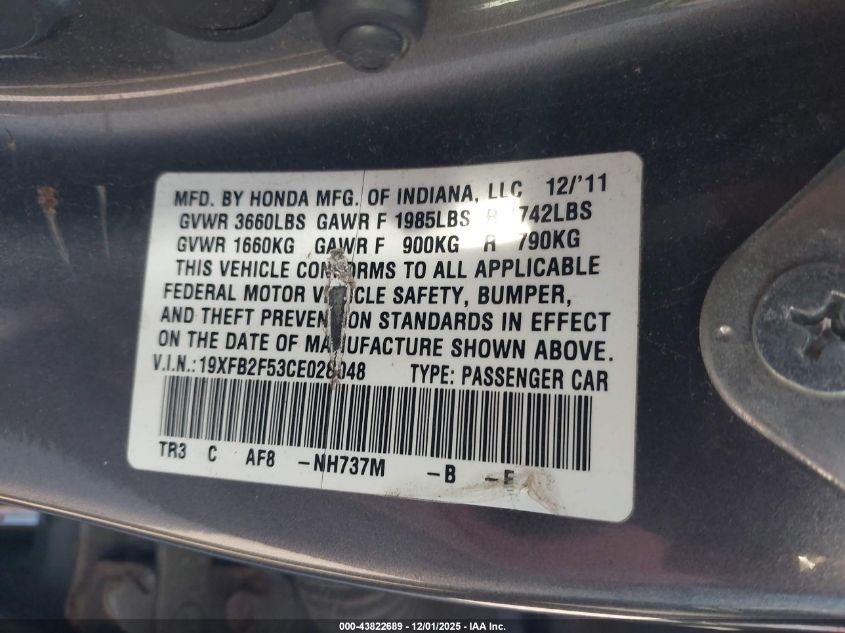 MFD. BY HONDA MFG. OF INDIANA, LLC 12/'11
GVWR 3660LBS GAWR F 1985LBS R 1742LBS
GVWR 1660KG GAWR F 900KG R 790KG
THIS VEHICLE CONFORMS TO ALL APPLICABLE
FEDERAL MOTOR VEHICLE SAFETY, BUMPER,
AND THEFT PREVENTION STANDARDS IN EFFECT
ON THE DATE OF MANUFACTURE SHOWN ABOVE.
V.I.N.:19XFB2F53CE028048 TYPE: PASSENGER CAR
TR3 C AF8 -NH737M -B -
000-43822689 - 12/01/2025 - IAA Inc.